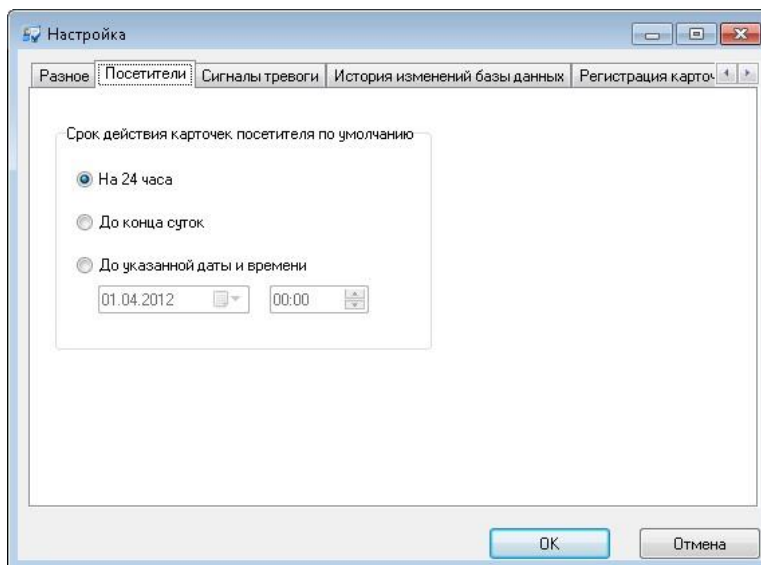 Настройка
Разное Посетители Сигналы тревоги История изменений базы данных Регистрация карточ
Срок действия карточек посетителя по умолчанию
На 24 часа
До конца суток
До указанной даты и времени
01.04.2012 00:00
OK Отмена